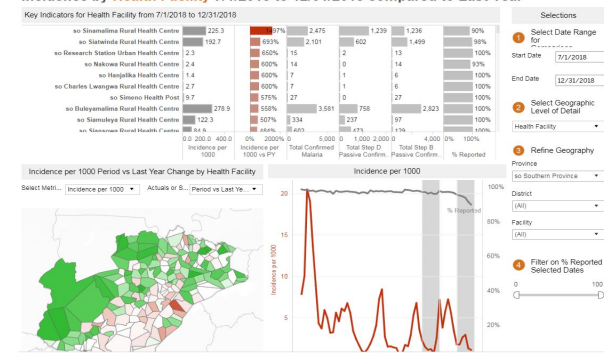 Key Indicators for Health Facility from 7/1/2018 to 12/31/2018
so Sinamalima Rural Health Centre 225.3 1497% 2,475 1,239 1,236 90%
so Siatwinda Rural Health Centre 192.7 693% 2,101 602 1,499 98%
so Research Station Urban Health Centre 2.3 650% 15 2 13 100%
so Nakowa Rural Health Centre 2.4 600% 14 0 14 93%
so Hanjalika Rural Health Centre 1.4 600% 7 1 6 100%
so Charles Lwangwa Rural Health Centre 2.7 600% 7 1 6 100%
so Simeno Health Post 9.7 575% 27 0 27 100%
so Buleyamalima Rural Health Centre 278.9 558% 3,581 758 2,823 100%
so Siamuleya Rural Health Centre 122.3 507% 334 237 97 100%
0.0 200.0 400.0 0% 2000% 0 5,000 0 2,000 0 4,000 0% 100%
Incidence per 1000
Incidence per 1000 vs PY
Total Confirmed Malaria
Total Step D Passive Confirm..
Total Step B Passive Confirm..
% Reported
Selections
1 Select Date Range for
Start Date 7/1/2018
End Date 12/31/2018
2 Select Geographic Level of Detail
Health Facility
3 Refine Geography
Province
so Southern Province
District
(All)
Facility
(All)
4 Filter on % Reported Selected Dates
0 100
Incidence per 1000 Period vs Last Year Change by Health Facility
Select Metri... Incidence per 1000 Actuals or S... Period vs Last Ye...
Incidence per 1000
Incidence per 1000
20
15
10
5
% Reported
100%
80%
60%
40%
20%